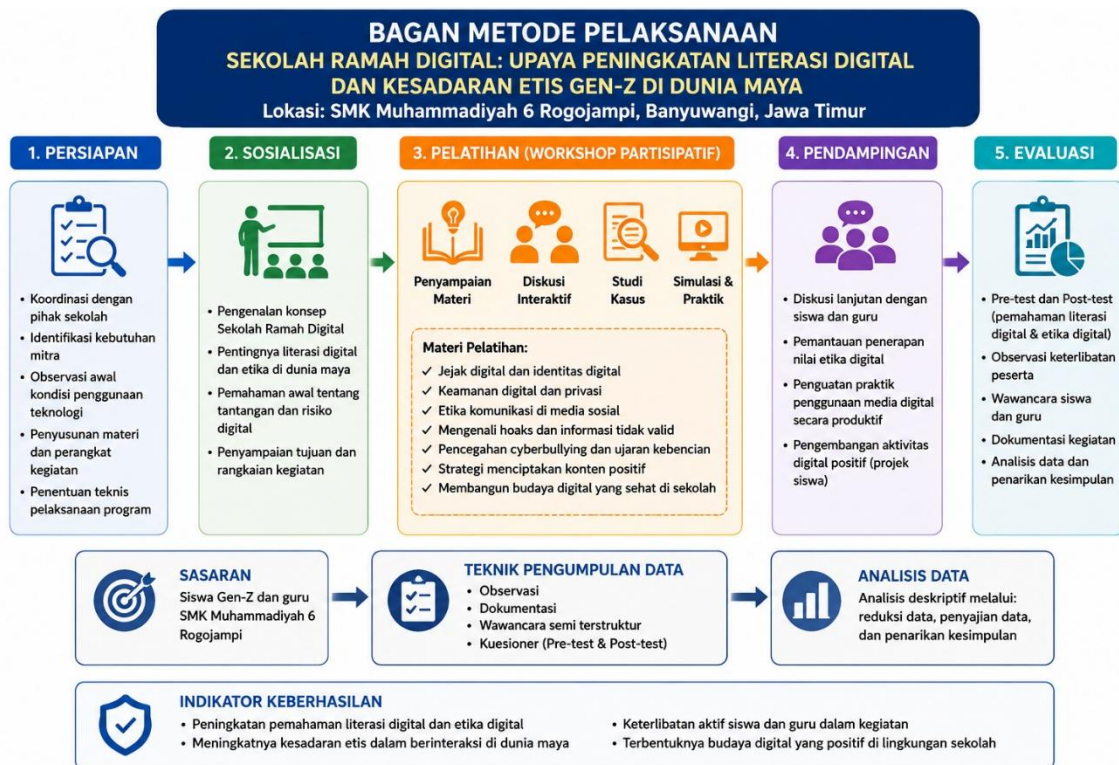 BAGAN METODE PELAKSANAAN
SEKOLAH RAMAH DIGITAL: UPAYA PENINGKATAN LITERASI DIGITAL
DAN KESADARAN ETIS GEN-Z DI DUNIA MAYA
Lokasi: SMK Muhammadiyah 6 Rogojampi, Banyuwangi, Jawa Timur
1. PERSIAPAN
• Koordinasi dengan
pihak sekolah
• Identifikasi kebutuhan
mitra
• Observasi awal
kondisi penggunaan
teknologi
• Penyusunan materi
dan perangkat
kegiatan
• Penentuan teknis
pelaksanaan program
2. SOSIALISASI
• Pengenalan konsep
Sekolah Ramah Digital
• Pentingnya literasi digital
dan etika di dunia maya
• Pemahaman awal tentang
tantangan dan risiko
digital
• Penyampaian tujuan dan
rangkaian kegiatan
3. PELATIHAN (WORKSHOP PARTISIPATIF)
Penyampaian
Materi
Diskusi
Interaktif
Studi
Kasus
Simulasi &
Praktik
Materi Pelatihan:
✓ Jejak digital dan identitas digital
✓ Keamanan digital dan privasi
✓ Etika komunikasi di media sosial
✓ Mengenali hoaks dan informasi tidak valid
✓ Pencegahan cyberbullying dan ujaran kebencian
✓ Strategi menciptakan konten positif
✓ Membangun budaya digital yang sehat di sekolah
4. PENDAMPINGAN
• Diskusi lanjutan dengan
siswa dan guru
• Pemantauan penerapan
nilai etika digital
• Penguatan praktik
penggunaan media digital
secara produktif
• Pengembangan aktivitas
digital positif (projek
siswa)
5. EVALUASI
• Pre-test dan Post-test
(pemahaman literasi
digital & etika digital)
• Observasi keterlibatan
peserta
• Wawancara siswa
dan guru
• Dokumentasi kegiatan
• Analisis data dan
penarikan kesimpulan
SASARAN
Siswa Gen-Z dan guru
SMK Muhammadiyah 6
Rogojampi
TEKNIK PENGUMPULAN DATA
• Observasi
• Dokumentasi
• Wawancara semi terstruktur
• Kuesioner (Pre-test & Post-test)
ANALISIS DATA
Analisis deskriptif melalui:
reduksi data, penyajian data,
dan penarikan kesimpulan
INDIKATOR KEBERHASILAN
• Peningkatan pemahaman literasi digital dan etika digital
• Meningkatnya kesadaran etis dalam berinteraksi di dunia maya
• Keterlibatan aktif siswa dan guru dalam kegiatan
• Terbentuknya budaya digital yang positif di lingkungan sekolah